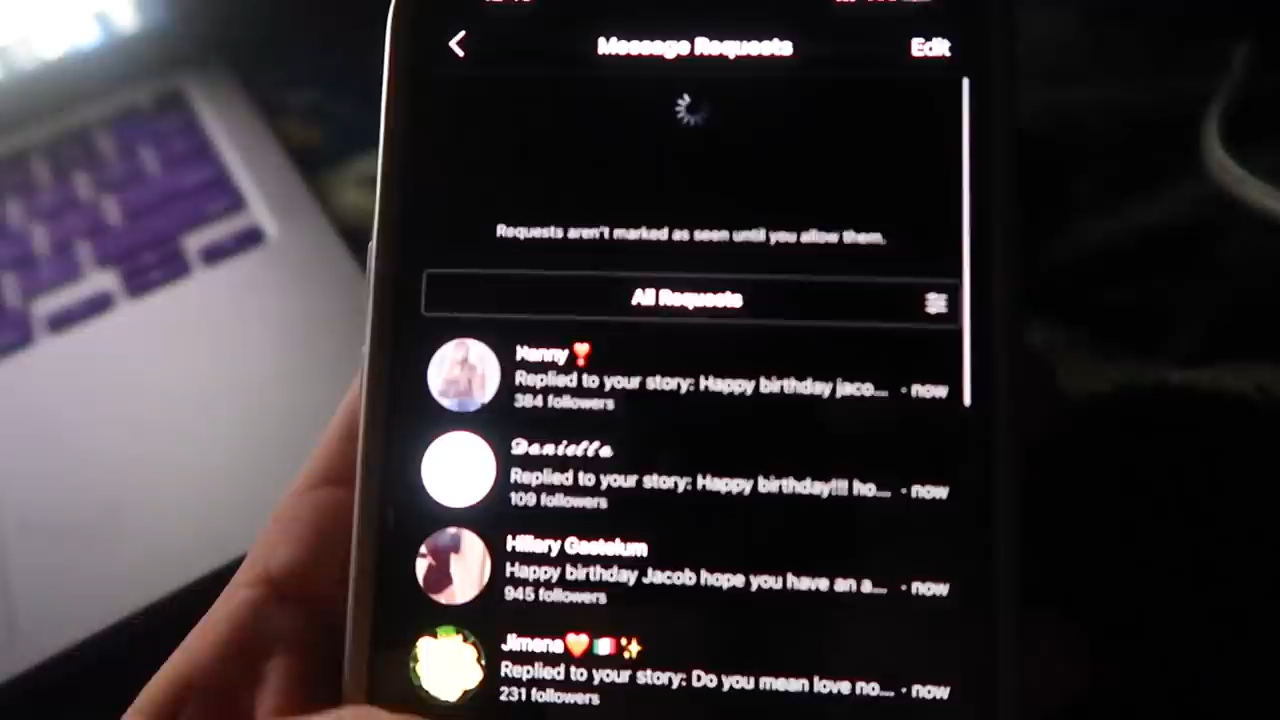 Message Requests
Edit
Requests aren't marked as seen until you allow them.
All Requests
Replied to your story: Happy birthday jaco... · now
384 followers
Daniella
Replied to your story: Happy birthday!!! ho... · now
109 followers
Hillary Gastelum
Happy birthday Jacob hope you have an a... · now
945 followers
Jimena❤️🇲🇽✨
Replied to your story: Do you mean love no... · now
231 followers